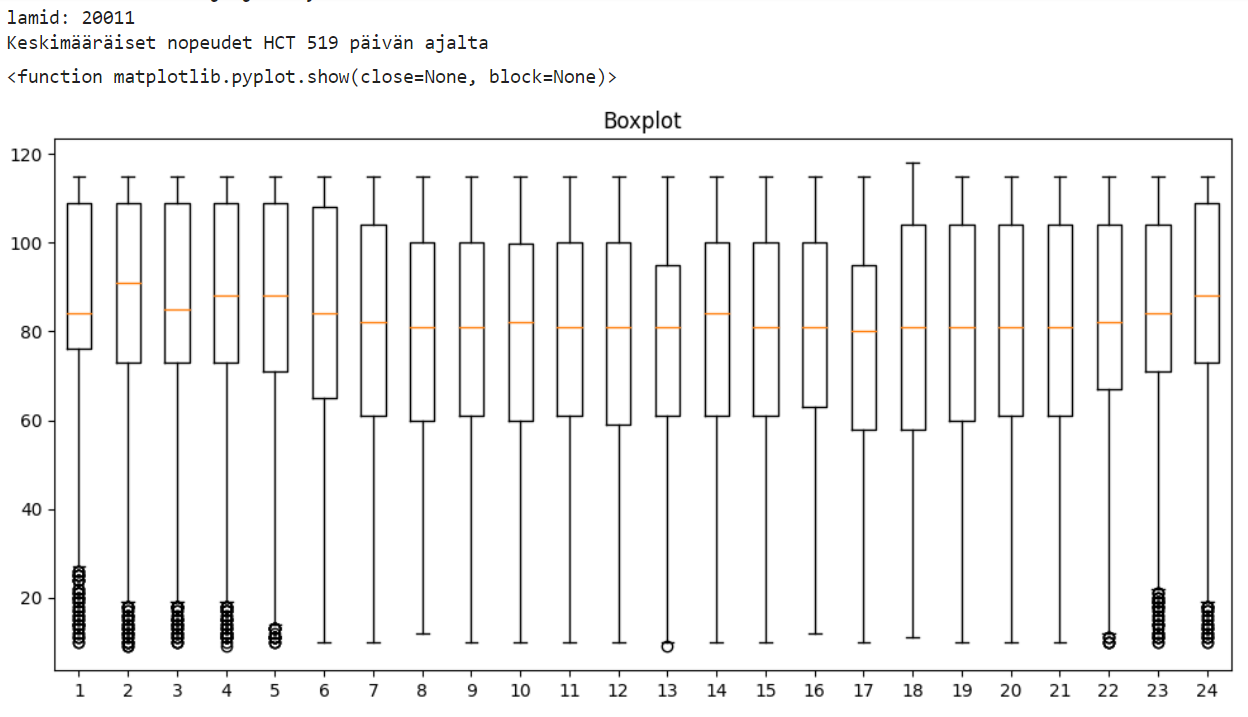 lamid: 20011
Keskimääräiset nopeudet HCT 519 päivän ajalta
<function matplotlib.pyplot.show(close=None, block=None)>
Boxplot
120
100
80
60
40
20
1 2 3 4 5 6 7 8 9 10 11 12 13 14 15 16 17 18 19 20 21 22 23 24